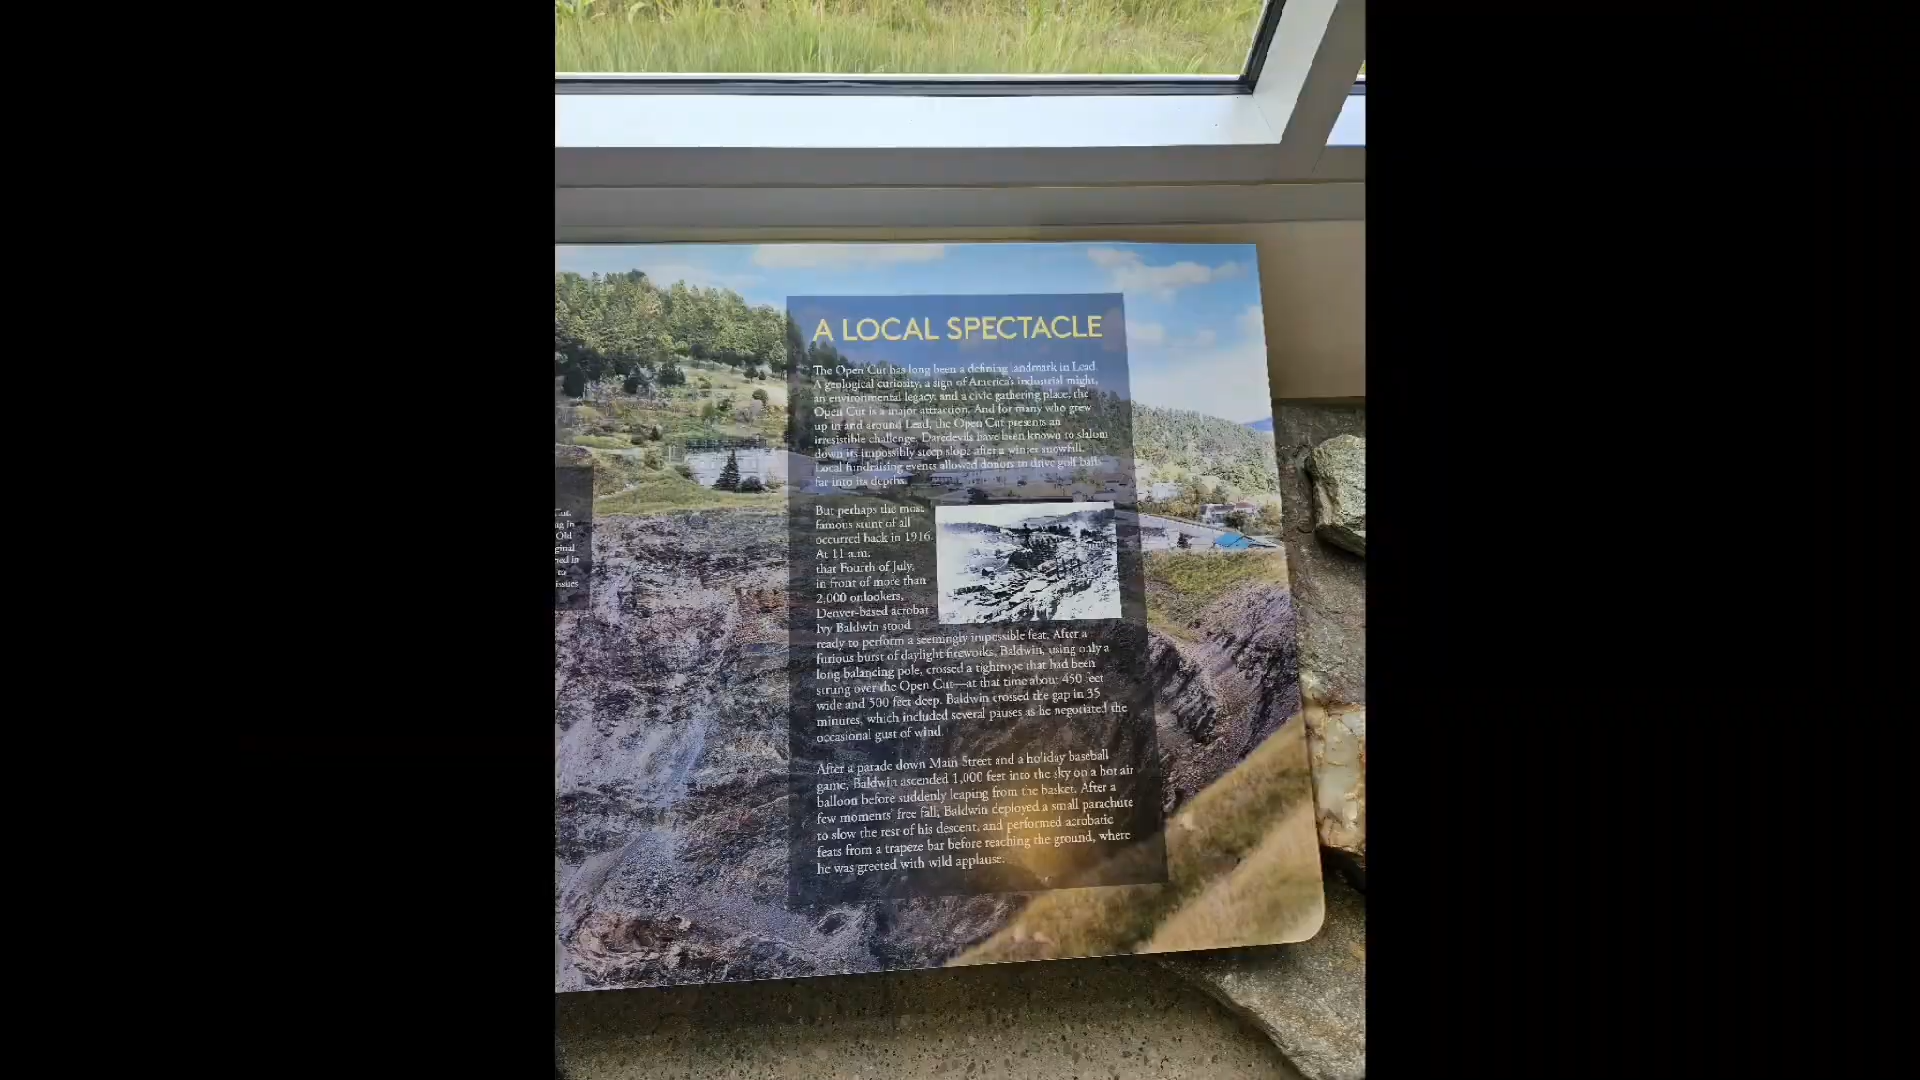 A LOCAL SPECTACLE
The Open Cut has long been a defining landmark in Lead.
A geological curiosity, a sign of America's industrial might,
an environmental legacy, and a civic gathering place, the
Open Cut is a major attraction. And for many who grew
up in and around Lead, the Open Cut presents an
irresistible challenge. Daredevils have been known to slalom
down its impossibly steep slope after a winter snowfall.
Local fundraising events allowed donors to drive golf balls
far into its depths.
But perhaps the most
famous stunt of all
occurred back in 1916.
At 11 a.m.
that Fourth of July,
in front of more than
2,000 onlookers,
Denver-based acrobat
Ivy Baldwin stood
ready to perform a seemingly impossible feat. After a
furious burst of daylight fireworks, Baldwin, using only a
long balancing pole, crossed a tightrope that had been
strung over the Open Cut—at that time about 450 feet
wide and 500 feet deep. Baldwin crossed the gap in 35
minutes, which included several pauses as he negotiated the
occasional gust of wind.
After a parade down Main Street and a holiday baseball
game, Baldwin ascended 1,000 feet into the sky on a hot air
balloon before suddenly leaping from the basket. After a
few moments' free fall, Baldwin deployed a small parachute
to slow the rest of his descent, and performed acrobatic
feats from a trapeze bar before reaching the ground, where
he was greeted with wild applause.
Old
to
issues